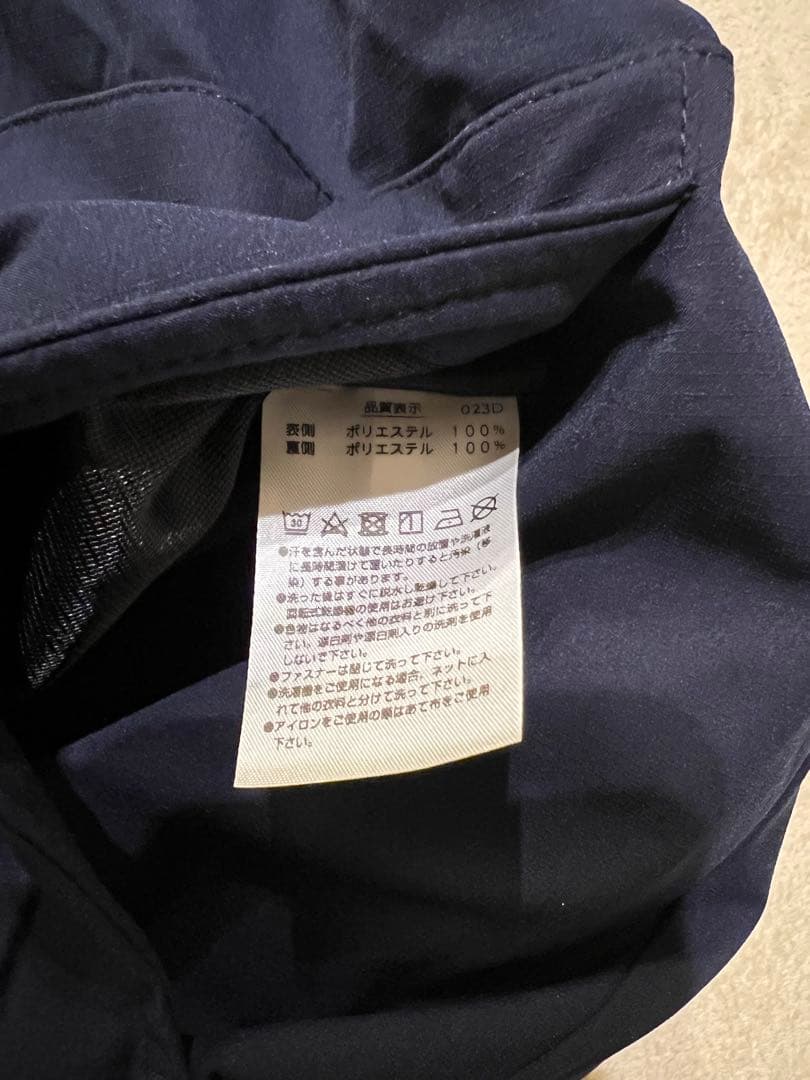 品質表示 023D
表側 ポリエステル 100%
裏側 ポリエステル 100%
30
●汗を含んだ状態で長時間の放置や洗濯液
に長時間漬けて置いたりすると汚染(移
染)する事があります。
●洗った後はすぐに脱水し乾燥して下さい。
回転式乾燥機の使用はお避け下さい。
●色物はなるべく他の衣料と別に洗って下
さい。漂白剤や漂白剤入りの洗剤を使用
しないで下さい。
●ファスナーは閉じて洗って下さい。
●洗濯機をご使用になる場合、ネットに入
れて他の衣料と分けて洗って下さい。
●アイロンをご使用の際はあて布をご使用
下さい。